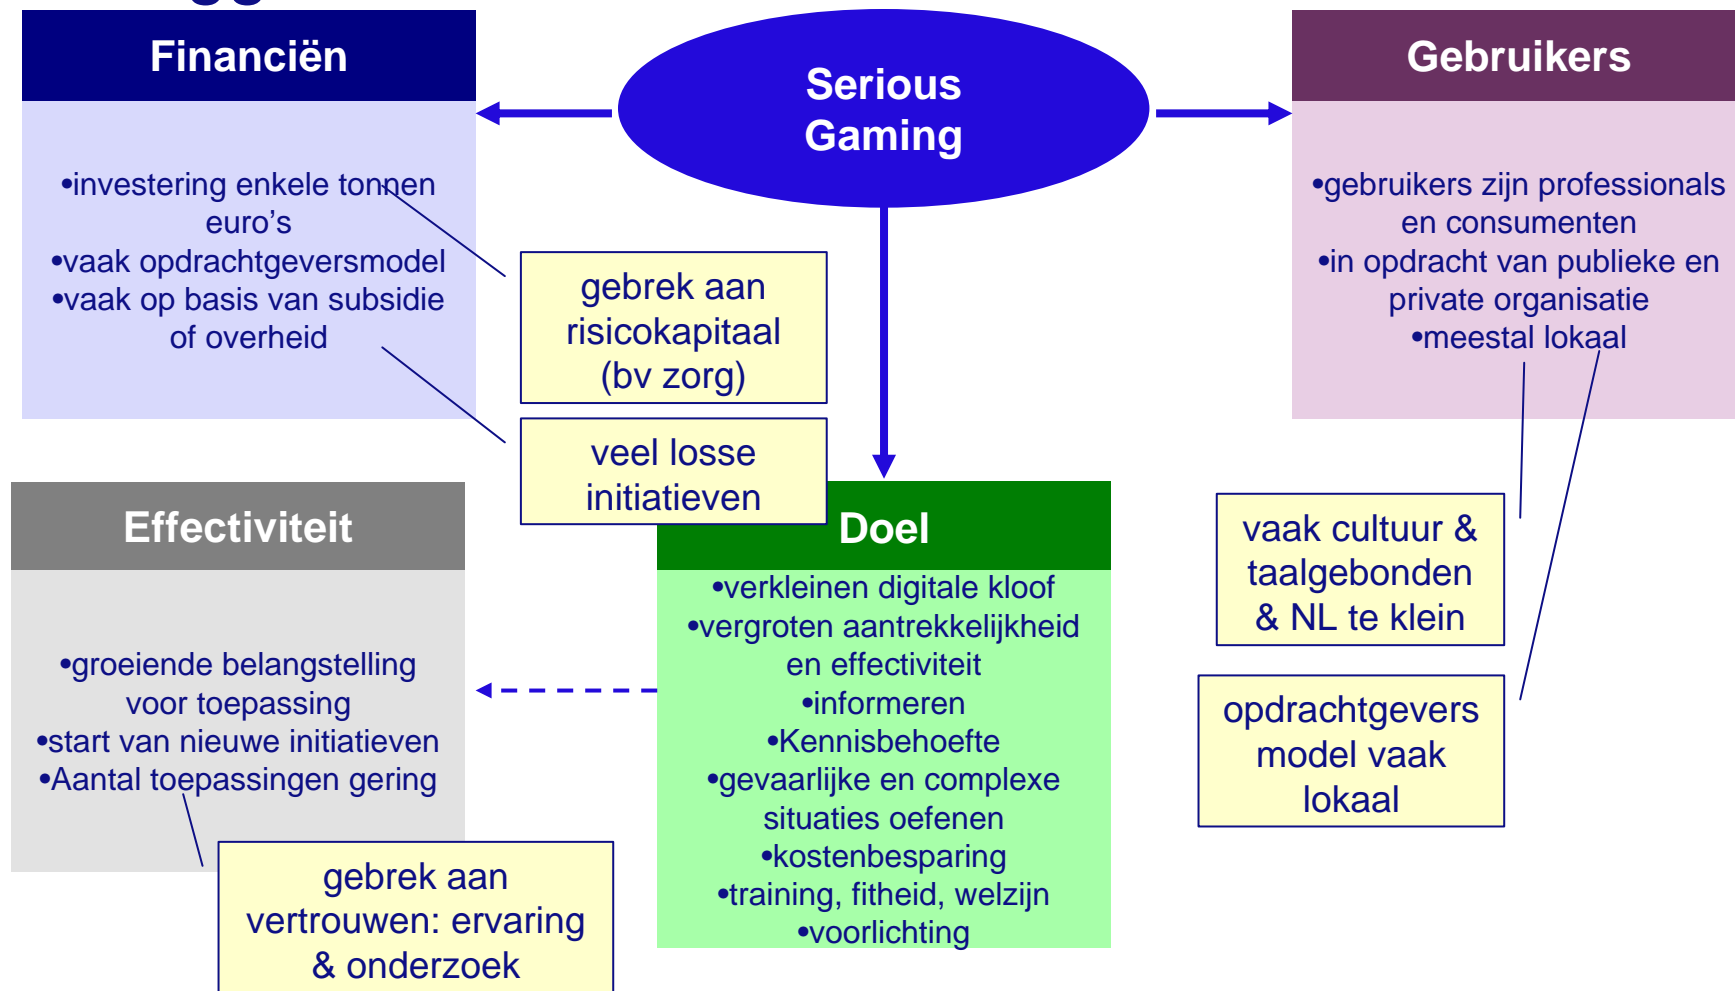 Financiën
•investering enkele tonnen
euro's
•vaak opdrachtgeversmodel
•vaak op basis van subsidie
of overheid
Serious
Gaming
Gebruikers
•gebruikers zijn professionals
en consumenten
•in opdracht van publieke en
private organisatie
•meestal lokaal
gebrek aan
risicokapitaal
(bv zorg)
veel losse
initiatieven
Effectiviteit
•groeiende belangstelling
voor toepassing
•start van nieuwe initiatieven
•Aantal toepassingen gering
gebrek aan
vertrouwen: ervaring
& onderzoek
Doel
•verkleinen digitale kloof
•vergroten aantrekkelijkheid
en effectiviteit
•informeren
•Kennisbehoefte
•gevaarlijke en complexe
situaties oefenen
•kostenbesparing
•training, fitheid, welzijn
•voorlichting
vaak cultuur &
taalgebonden
& NL te klein
opdrachtgevers
model vaak
lokaal